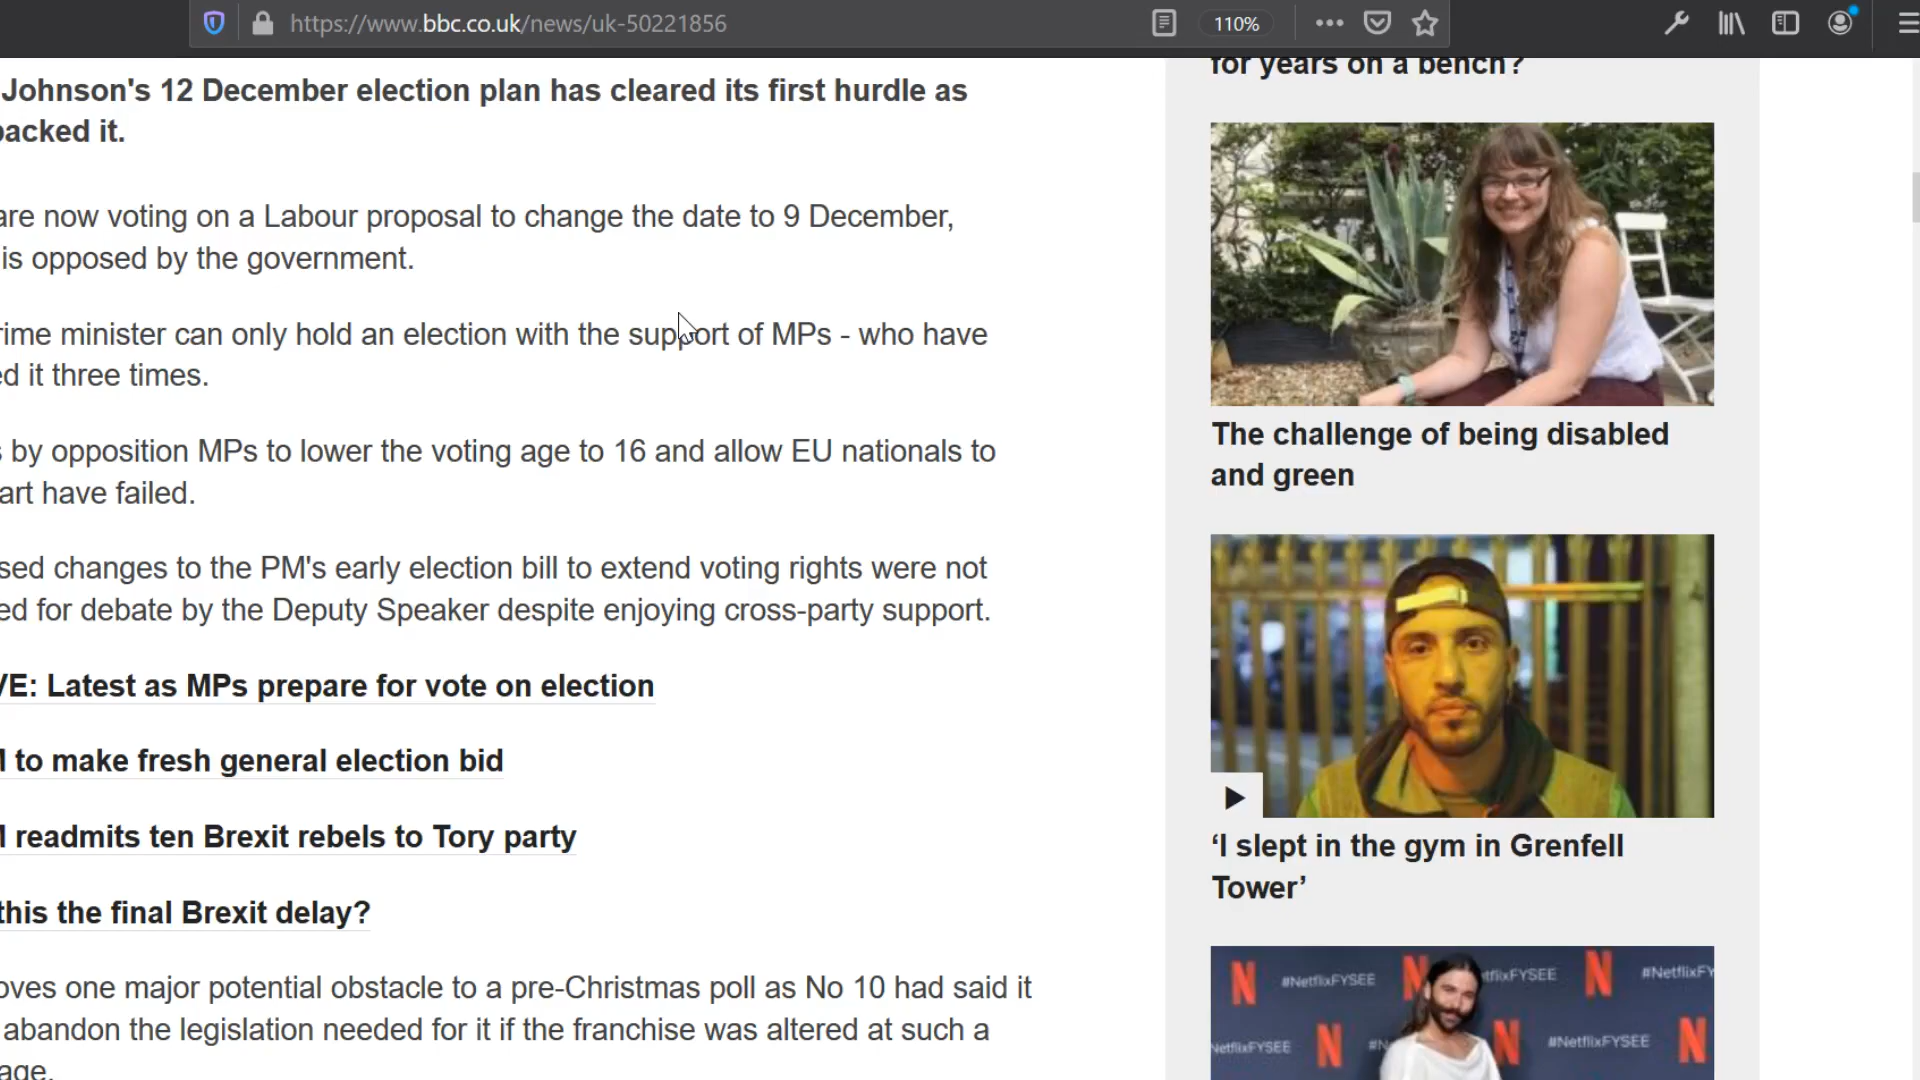 https://www.bbc.co.uk/news/uk-50221856
110%
Johnson's 12 December election plan has cleared its first hurdle as
backed it.
are now voting on a Labour proposal to change the date to 9 December,
is opposed by the government.
rime minister can only hold an election with the support of MPs - who have
ed it three times.
s by opposition MPs to lower the voting age to 16 and allow EU nationals to
art have failed.
sed changes to the PM's early election bill to extend voting rights were not
ed for debate by the Deputy Speaker despite enjoying cross-party support.
VE: Latest as MPs prepare for vote on election
M to make fresh general election bid
M readmits ten Brexit rebels to Tory party
this the final Brexit delay?
oves one major potential obstacle to a pre-Christmas poll as No 10 had said it
abandon the legislation needed for it if the franchise was altered at such a
age.
for years on a bench?
The challenge of being disabled
and green
‘I slept in the gym in Grenfell
Tower’
N #NetflixFYSEE N tflixFYSEE N #NetflixFY
NetflixFYSEE N #N N #NetflixFYSEE N